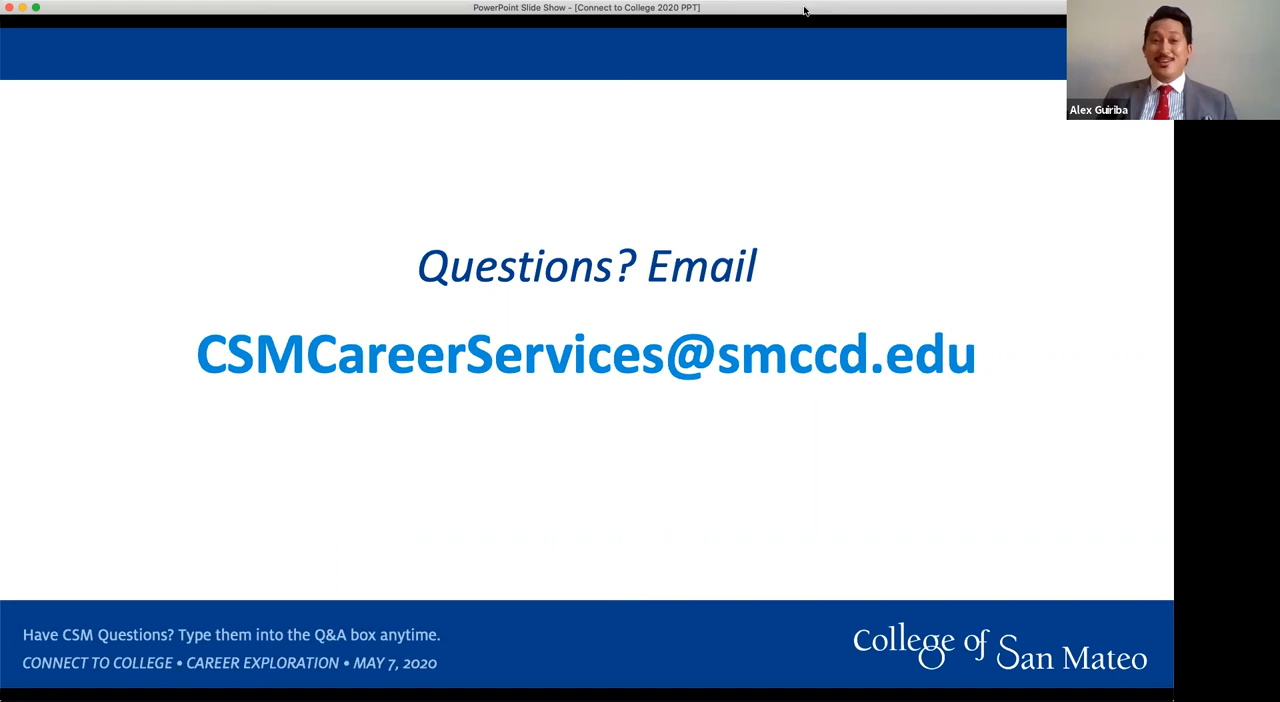 PowerPoint Slide Show - [Connect to College 2020 PPT]
Alex Guiriba
Questions? Email
CSMCareerServices@smccd.edu
Have CSM Questions? Type them into the Q&A box anytime.
CONNECT TO COLLEGE • CAREER EXPLORATION • MAY 7, 2020
College of
San Mateo